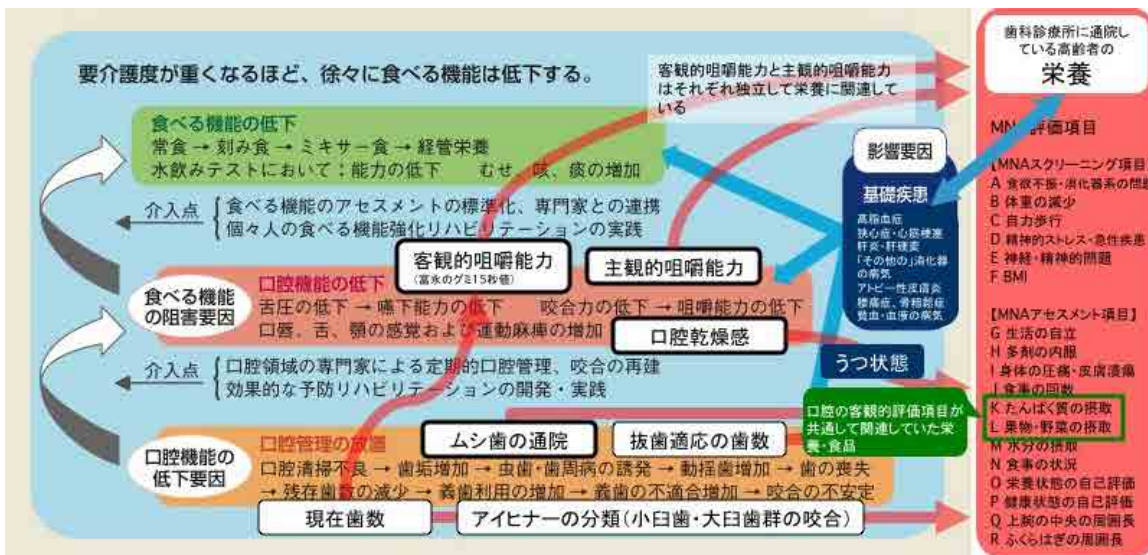 要介護度が重くなるほど、徐々に食べる機能は低下する。
客観的咀嚼能力と主観的咀嚼能力
はそれぞれ独立して栄養に関連して
いる
歯科診療所に通院し
ている高齢者の
栄養
食べる機能の低下
常食 → 刻み食 → ミキサー食 → 経管栄養
水飲みテストにおいて:能力の低下 むせ、咳、痰の増加
介入点
食べる機能のアセスメントの標準化、専門家との連携
個々人の食べる機能強化リハビリテーションの実践
客観的咀嚼能力
(富永のグミ15秒値)
主観的咀嚼能力
食べる機能
の阻害要因
口腔機能の低下
舌圧の低下 → 嚥下能力の低下 咬合力の低下 → 咀嚼能力の低下
口唇、舌、顎の感覚および運動麻痺の増加
口腔乾燥感
介入点
口腔領域の専門家による定期的口腔管理、咬合の再建
効果的な予防リハビリテーションの開発・実践
口腔機能の
低下要因
口腔管理の放置
ムシ歯の通院
抜歯適応の歯数
口腔清掃不良 → 歯垢増加 → 虫歯・歯周病の誘発 → 動揺歯増加 → 歯の喪失
→ 残存歯数の減少 → 義歯利用の増加 → 義歯の不適合増加 → 咬合の不安定
現在歯数
アイヒナーの分類(小臼歯・大臼歯群の咬合)
影響要因
基礎疾患
高脂血症
狭心症・心筋梗塞
肝炎・肝硬変
「その他の」消化器
の病気
アトピー性皮膚炎
腰痛症、骨粗鬆症
貧血・血液の病気
うつ状態
口腔の客観的評価項目が
共通して関連していた栄
養・食品
MNA評価項目
【MNAスクリーニング項目
A 食欲不振・消化器系の問題
B 体重の減少
C 自力歩行
D 精神的ストレス・急性疾患
E 神経・精神的問題
F BMI
【MNAアセスメント項目】
G 生活の自立
H 多剤の内服
I 身体の圧痛・皮膚潰瘍
J 食事の回数
K たんぱく質の摂取
L 果物・野菜の摂取
M 水分の摂取
N 食事の状況
O 栄養状態の自己評価
P 健康状態の自己評価
Q 上腕の中央の周囲長
R ふくらはぎの周囲長